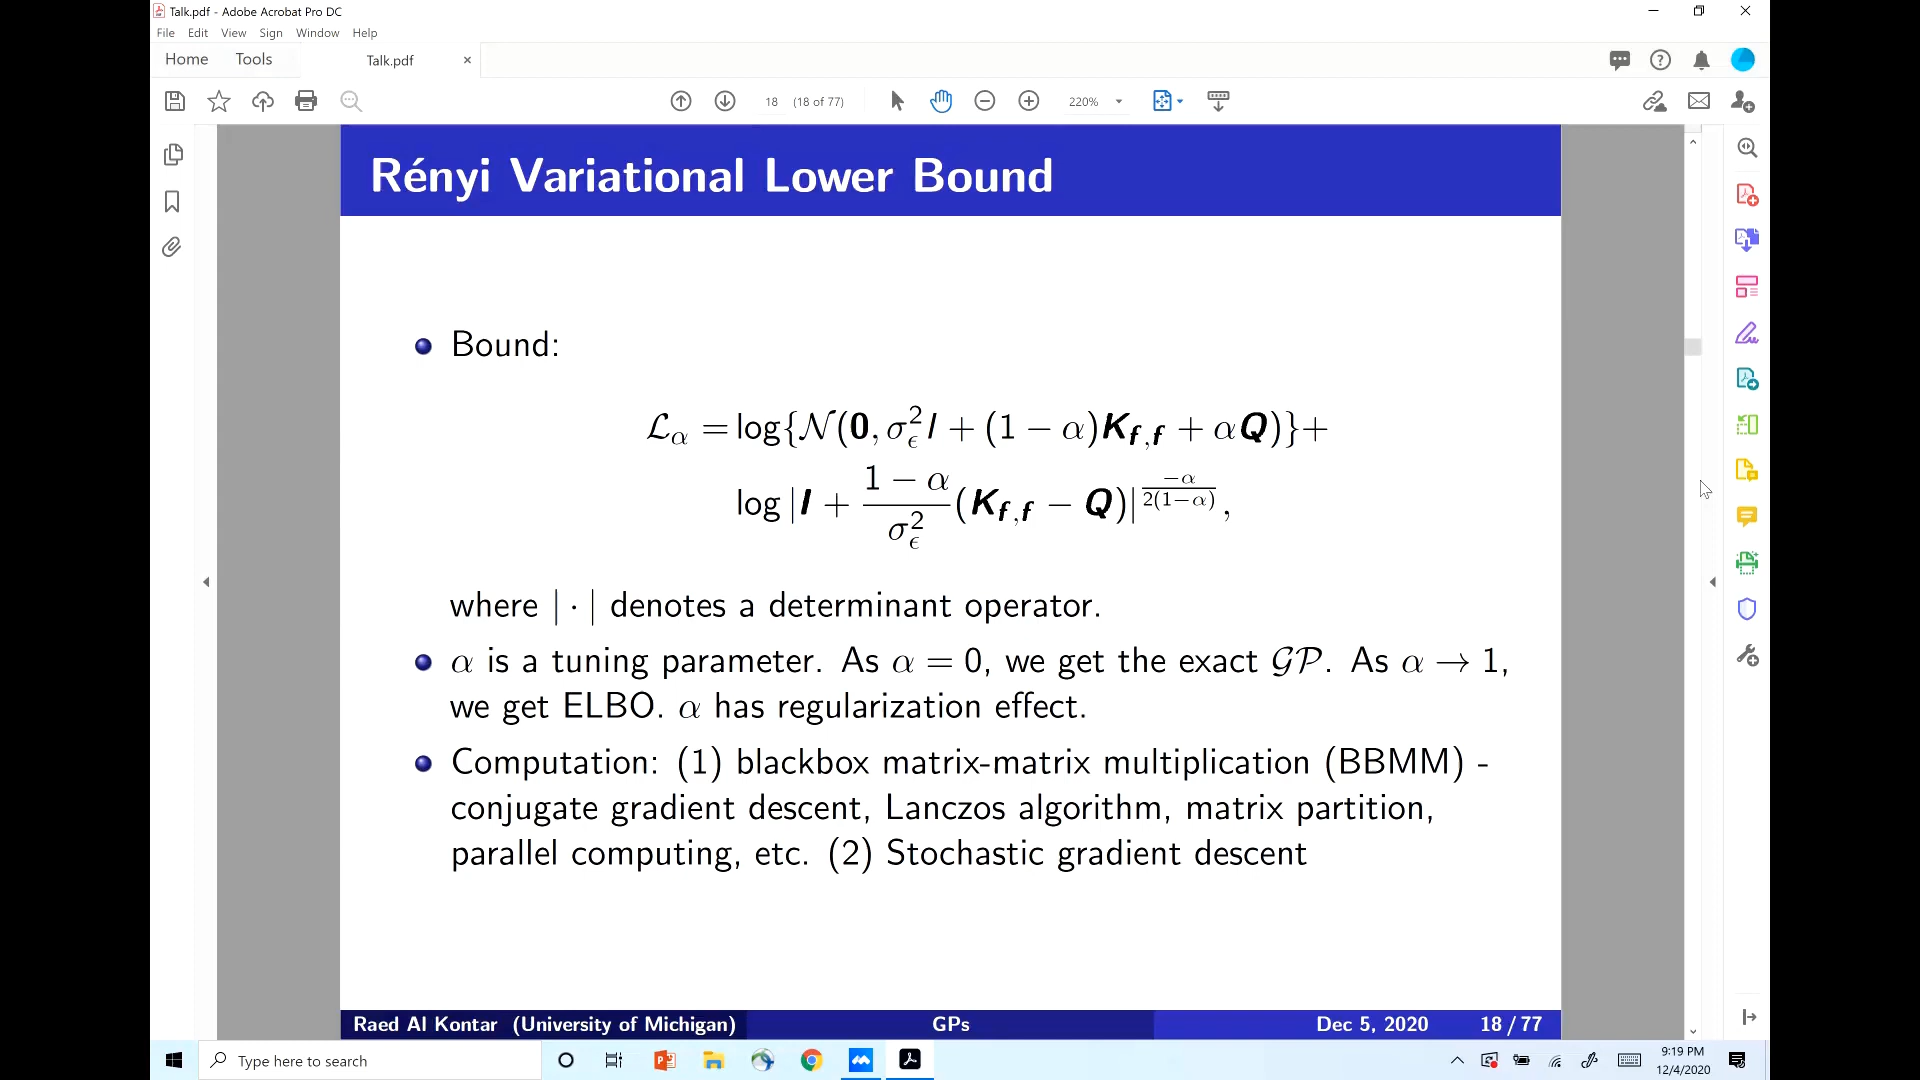 Talk.pdf - Adobe Acrobat Pro DC
File Edit View Sign Window Help
Home Tools Talk.pdf ×
18 (18 of 77) 220%
Rényi Variational Lower Bound
Bound:
ℒ_α = log{𝒩(𝟎, σ_ϵ^2 I + (1 − α)𝑲_{𝒇,𝒇} + α𝑸)}+
log |𝑰 + \frac{1 − α}{σ_ϵ^2}(𝑲_{𝒇,𝒇} − 𝑸)|^{\frac{−α}{2(1−α)}},
where | · | denotes a determinant operator.
α is a tuning parameter. As α = 0, we get the exact 𝒢𝒫. As α → 1,
we get ELBO. α has regularization effect.
Computation: (1) blackbox matrix-matrix multiplication (BBMM) -
conjugate gradient descent, Lanczos algorithm, matrix partition,
parallel computing, etc. (2) Stochastic gradient descent
Raed Al Kontar (University of Michigan) GPs Dec 5, 2020 18 / 77
Type here to search
9:19 PM
12/4/2020